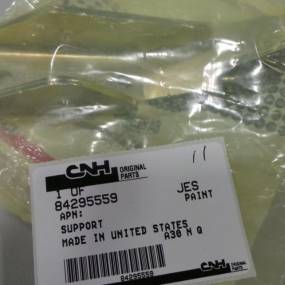 CNH ORIGINAL PARTS
11
1 OF JES
84295559 PAINT
APN:
SUPPORT
MADE IN UNITED STATES
A30 N Q
84295559
CNH ORIGINAL PARTS